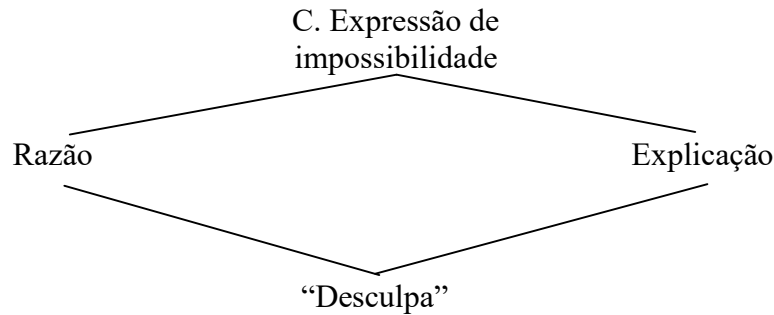 C. Expressão de
impossibilidade
Razão
Explicação
“Desculpa”